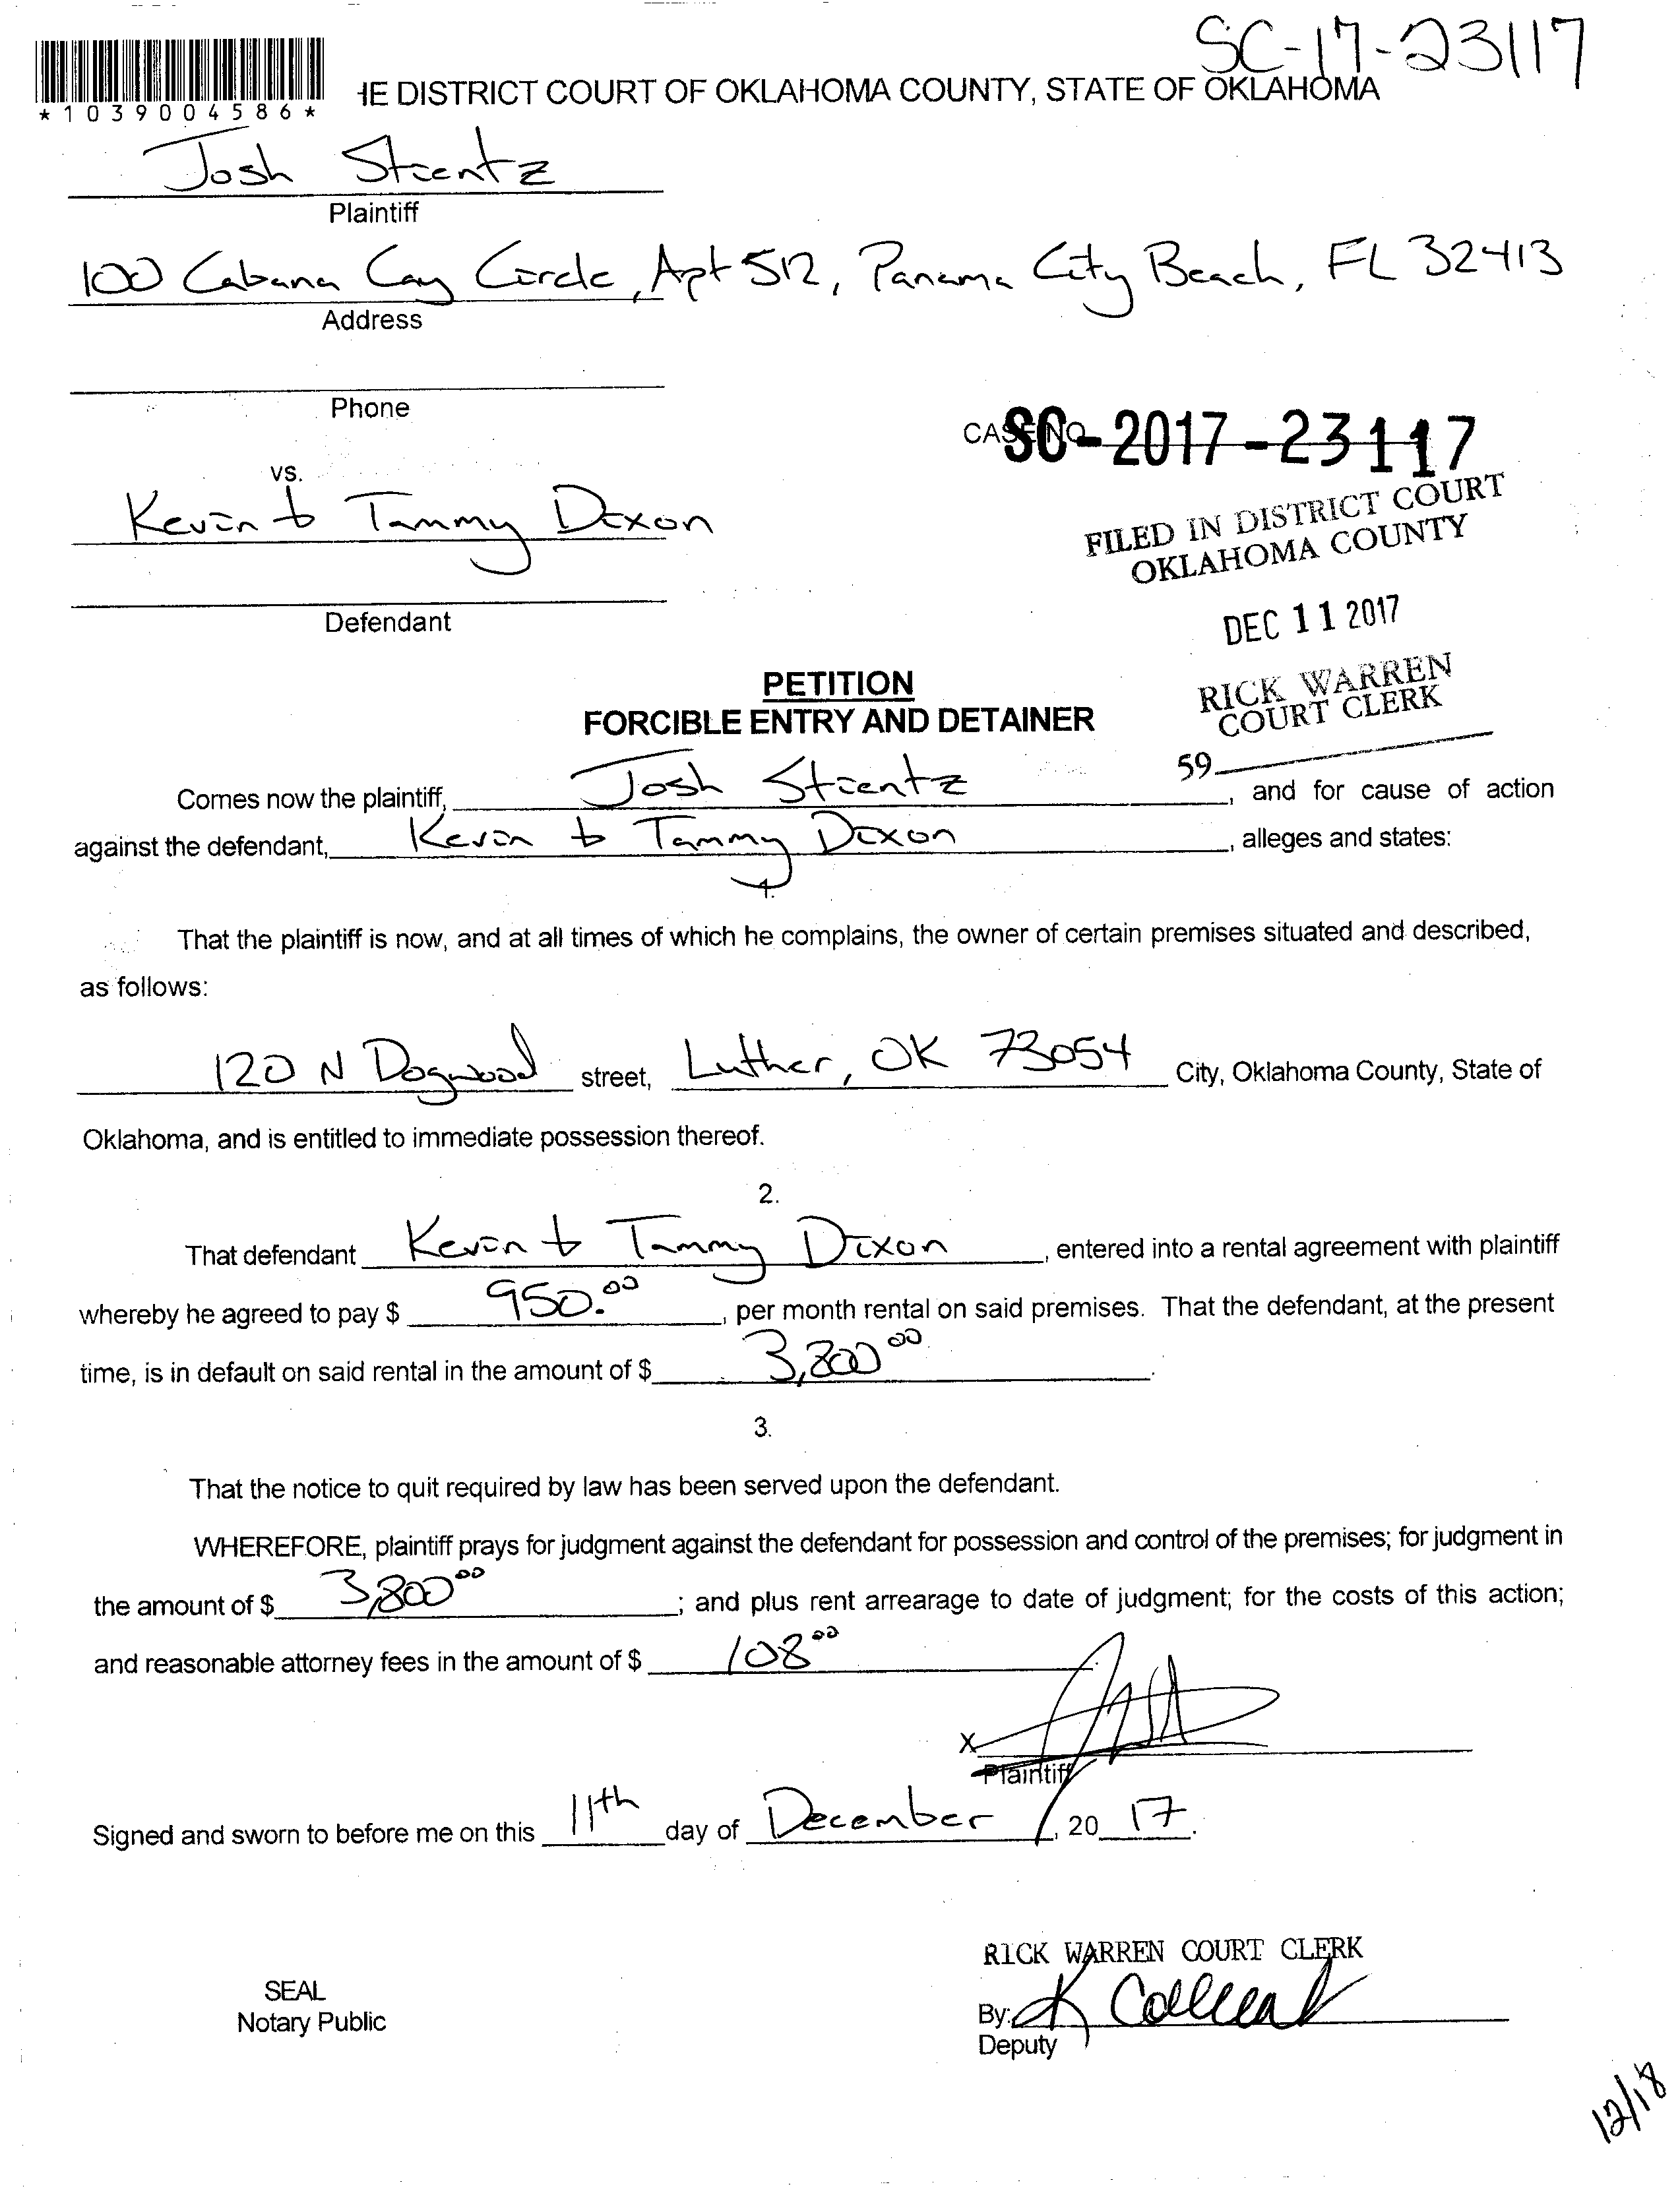 SC-17-23117
*1039004586*
HE DISTRICT COURT OF OKLAHOMA COUNTY, STATE OF OKLAHOMA
Josh Stientz
Plaintiff
100 Cabana Cay Circle, Apt 512, Panama City Beach, FL 32413
Address
Phone
CASE NO. SC-2017-23117
vs.
FILED IN DISTRICT COURT
OKLAHOMA COUNTY
Kevin & Tammy Dixon
Defendant
DEC 11 2017
RICK WARREN
COURT CLERK
59
PETITION
FORCIBLE ENTRY AND DETAINER
Comes now the plaintiff, Josh Stientz, and for cause of action
against the defendant, Kevin & Tammy Dixon, alleges and states:
1.
That the plaintiff is now, and at all times of which he complains, the owner of certain premises situated and described,
as follows:
120 N Dogwood street, Luther, OK 73054 City, Oklahoma County, State of
Oklahoma, and is entitled to immediate possession thereof.
2.
That defendant Kevin & Tammy Dixon, entered into a rental agreement with plaintiff
whereby he agreed to pay $ 950.00, per month rental on said premises. That the defendant, at the present
time, is in default on said rental in the amount of $ 3,800 00.
3.
That the notice to quit required by law has been served upon the defendant.
WHEREFORE, plaintiff prays for judgment against the defendant for possession and control of the premises; for judgment in
the amount of $ 3,800 00; and plus rent arrearage to date of judgment; for the costs of this action;
and reasonable attorney fees in the amount of $ 108 00
X
Plaintiff
Signed and sworn to before me on this 11th day of December, 20 17.
RICK WARREN COURT CLERK
SEAL
Notary Public
By: K
Deputy
12/18